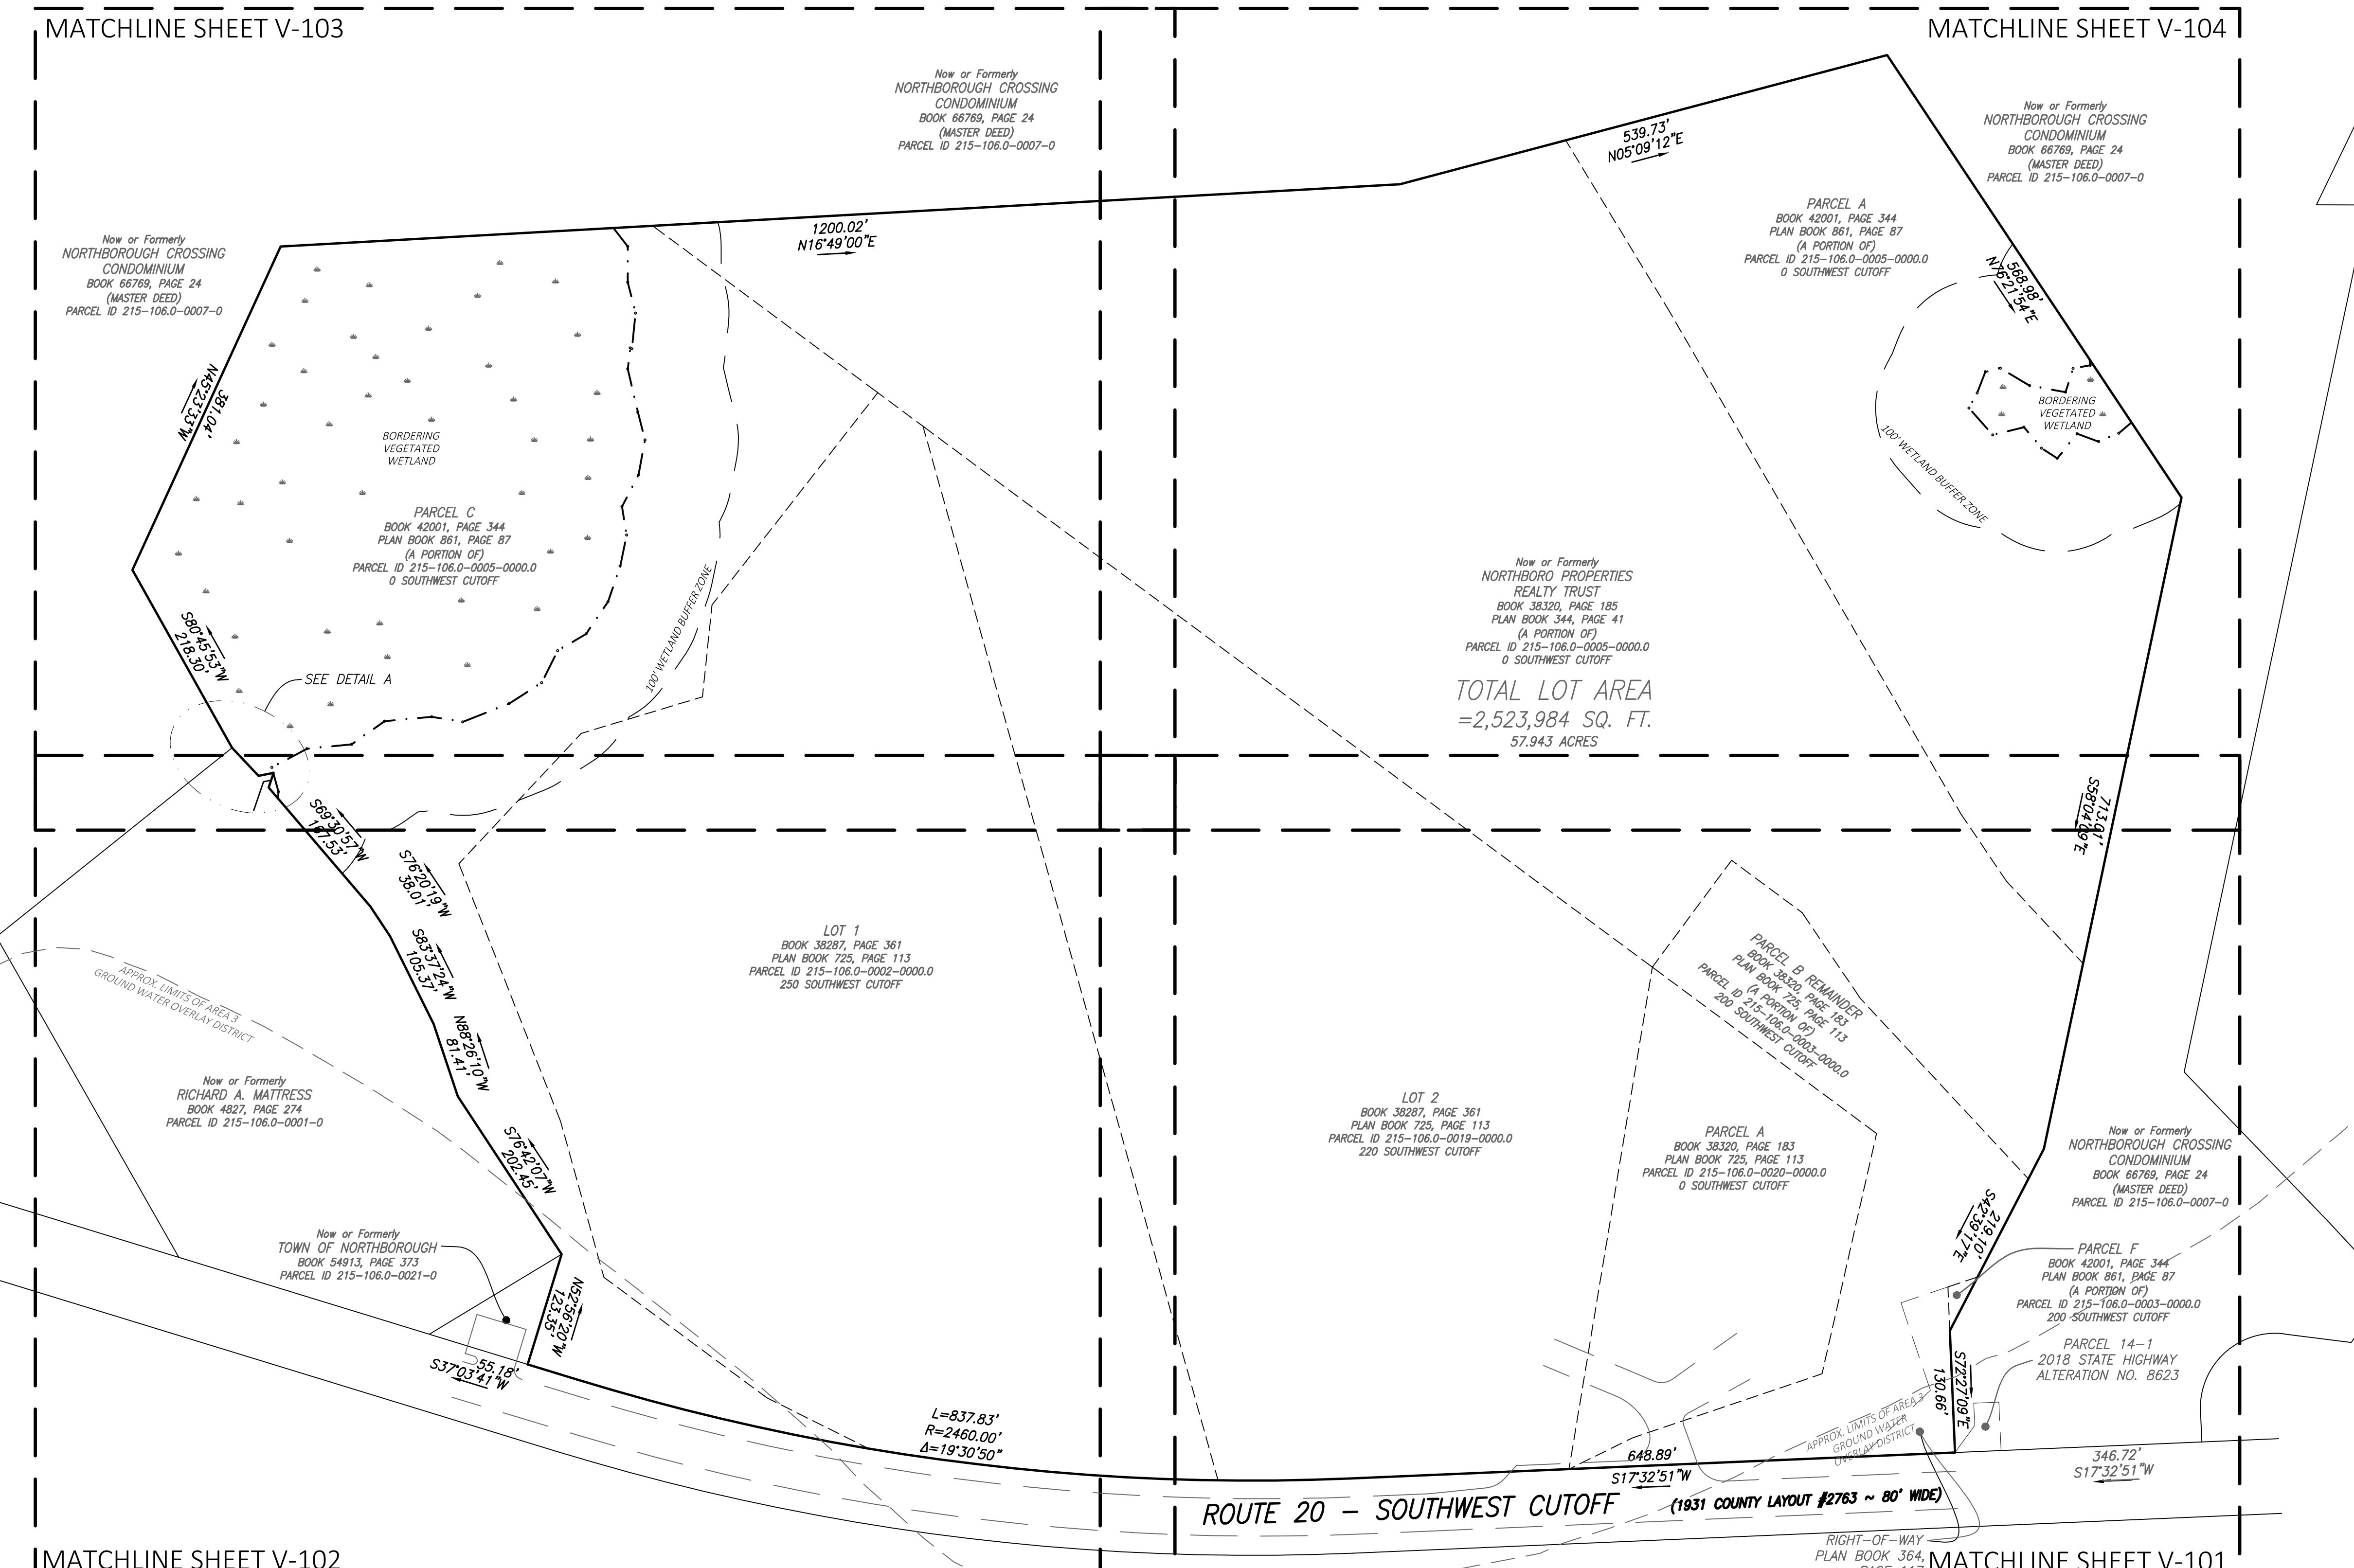 MATCHLINE SHEET V-103
MATCHLINE SHEET V-104
Now or Formerly
NORTHBOROUGH CROSSING
CONDOMINIUM
BOOK 66769, PAGE 24
(MASTER DEED)
PARCEL ID 215-106.0-0007-0
Now or Formerly
NORTHBOROUGH CROSSING
CONDOMINIUM
BOOK 66769, PAGE 24
(MASTER DEED)
PARCEL ID 215-106.0-0007-0
539.73'
N05°09'12"E
PARCEL A
BOOK 42001, PAGE 344
PLAN BOOK 861, PAGE 87
(A PORTION OF)
PARCEL ID 215-106.0-0005-0000.0
0 SOUTHWEST CUTOFF
1200.02'
N16°49'00"E
Now or Formerly
NORTHBOROUGH CROSSING
CONDOMINIUM
BOOK 66769, PAGE 24
(MASTER DEED)
PARCEL ID 215-106.0-0007-0
568.98'
N76°21'54"E
381.04'
N45°23'33"W
BORDERING
VEGETATED
WETLAND
BORDERING
VEGETATED
WETLAND
100' WETLAND BUFFER ZONE
PARCEL C
BOOK 42001, PAGE 344
PLAN BOOK 861, PAGE 87
(A PORTION OF)
PARCEL ID 215-106.0-0005-0000.0
0 SOUTHWEST CUTOFF
100' WETLAND BUFFER ZONE
Now or Formerly
NORTHBORO PROPERTIES
REALTY TRUST
BOOK 38320, PAGE 185
PLAN BOOK 344, PAGE 41
(A PORTION OF)
PARCEL ID 215-106.0-0005-0000.0
0 SOUTHWEST CUTOFF
TOTAL LOT AREA
=2,523,984 SQ. FT.
57.943 ACRES
S80°45'53"W
218.30'
SEE DETAIL A
S69°30'57"W
167.53'
713.01'
S58°04'09"E
S76°20'19"W
38.01'
S83°37'24"W
105.37'
LOT 1
BOOK 38287, PAGE 361
PLAN BOOK 725, PAGE 113
PARCEL ID 215-106.0-0002-0000.0
250 SOUTHWEST CUTOFF
PARCEL B REMAINDER
BOOK 38320, PAGE 183
PLAN BOOK 725, PAGE 113
(A PORTION OF)
PARCEL ID 215-106.0-0003-0000.0
200 SOUTHWEST CUTOFF
APPROX. LIMITS OF AREA 3
GROUND WATER OVERLAY DISTRICT
N88°26'10"W
81.41'
Now or Formerly
RICHARD A. MATTRESS
BOOK 4827, PAGE 274
PARCEL ID 215-106.0-0001-0
LOT 2
BOOK 38287, PAGE 361
PLAN BOOK 725, PAGE 113
PARCEL ID 215-106.0-0019-0000.0
220 SOUTHWEST CUTOFF
PARCEL A
BOOK 38320, PAGE 183
PLAN BOOK 725, PAGE 113
PARCEL ID 215-106.0-0020-0000.0
0 SOUTHWEST CUTOFF
Now or Formerly
NORTHBOROUGH CROSSING
CONDOMINIUM
BOOK 66769, PAGE 24
(MASTER DEED)
PARCEL ID 215-106.0-0007-0
S76°42'07"W
202.45'
219.10'
S42°39'17"E
Now or Formerly
TOWN OF NORTHBOROUGH
BOOK 54913, PAGE 373
PARCEL ID 215-106.0-0021-0
PARCEL F
BOOK 42001, PAGE 344
PLAN BOOK 861, PAGE 87
(A PORTION OF)
PARCEL ID 215-106.0-0003-0000.0
200 SOUTHWEST CUTOFF
N52°56'20"W
123.35'
PARCEL 14-1
2018 STATE HIGHWAY
ALTERATION NO. 8623
55.18'
S37°03'41"W
S72°27'09"E
130.66'
L=837.83'
R=2460.00'
Δ=19°30'50"
APPROX. LIMITS OF AREA 3
GROUND WATER
OVERLAY DISTRICT
648.89'
S17°32'51"W
346.72'
S17°32'51"W
ROUTE 20 - SOUTHWEST CUTOFF
(1931 COUNTY LAYOUT #2763 ~ 80' WIDE)
RIGHT-OF-WAY
PLAN BOOK 364,
MATCHLINE SHEET V-102
MATCHLINE SHEET V-101